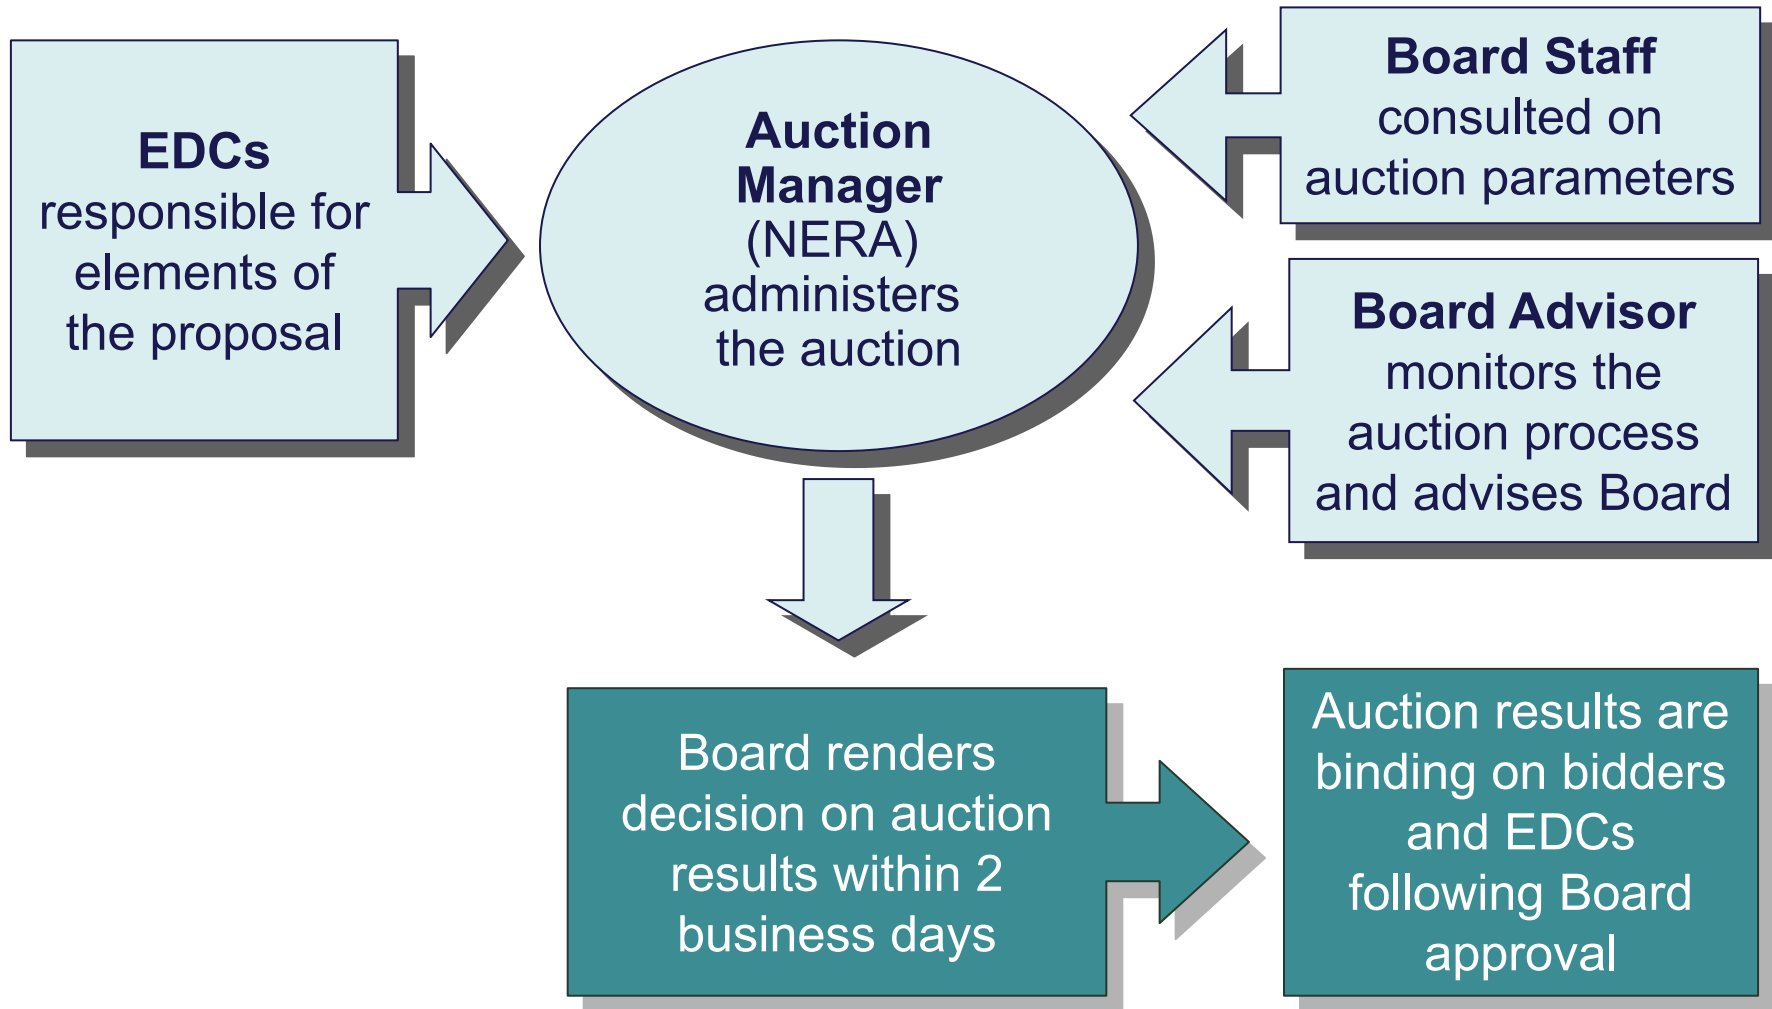 EDCs
responsible for
elements of
the proposal
Auction
Manager
(NERA)
administers
the auction
Board Staff
consulted on
auction parameters
Board Advisor
monitors the
auction process
and advises Board
Board renders
decision on auction
results within 2
business days
Auction results are
binding on bidders
and EDCs
following Board
approval